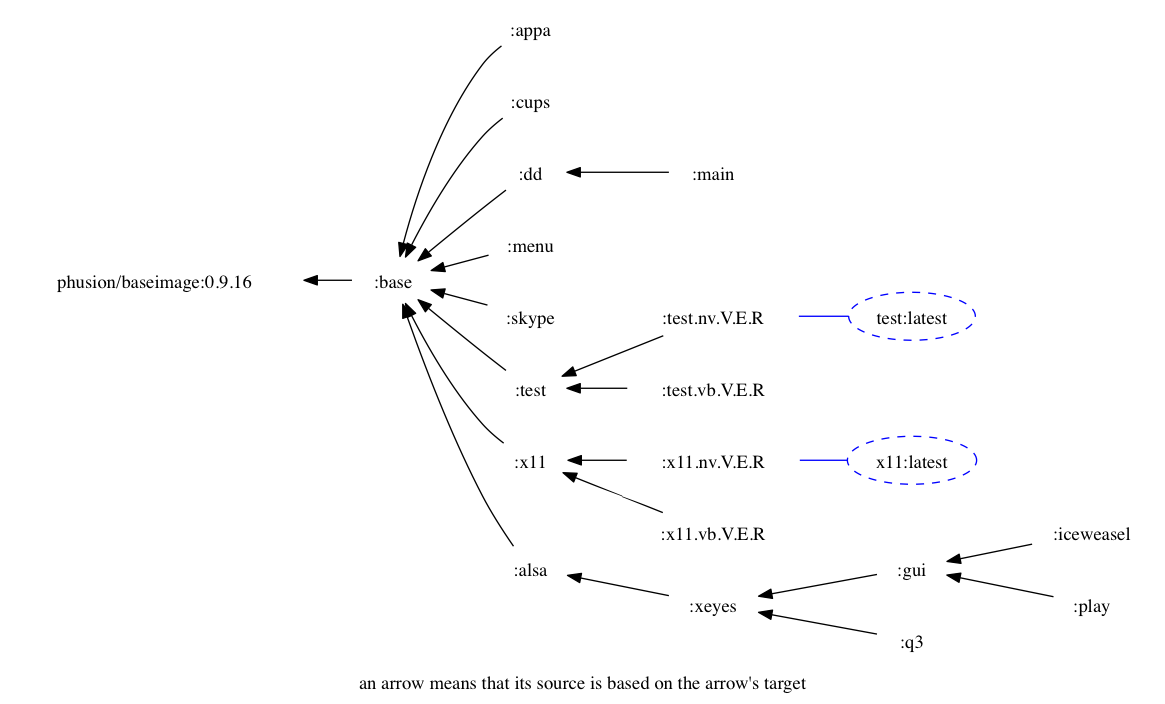 :appa
:cups
:dd
:main
:menu
phusion/baseimage:0.9.16
:base
:skype
:test.nv.V.E.R
test:latest
:test
:test.vb.V.E.R
:x11
:x11.nv.V.E.R
x11:latest
:x11.vb.V.E.R
:iceweasel
:alsa
:gui
:xeyes
:play
:q3
an arrow means that its source is based on the arrow's target